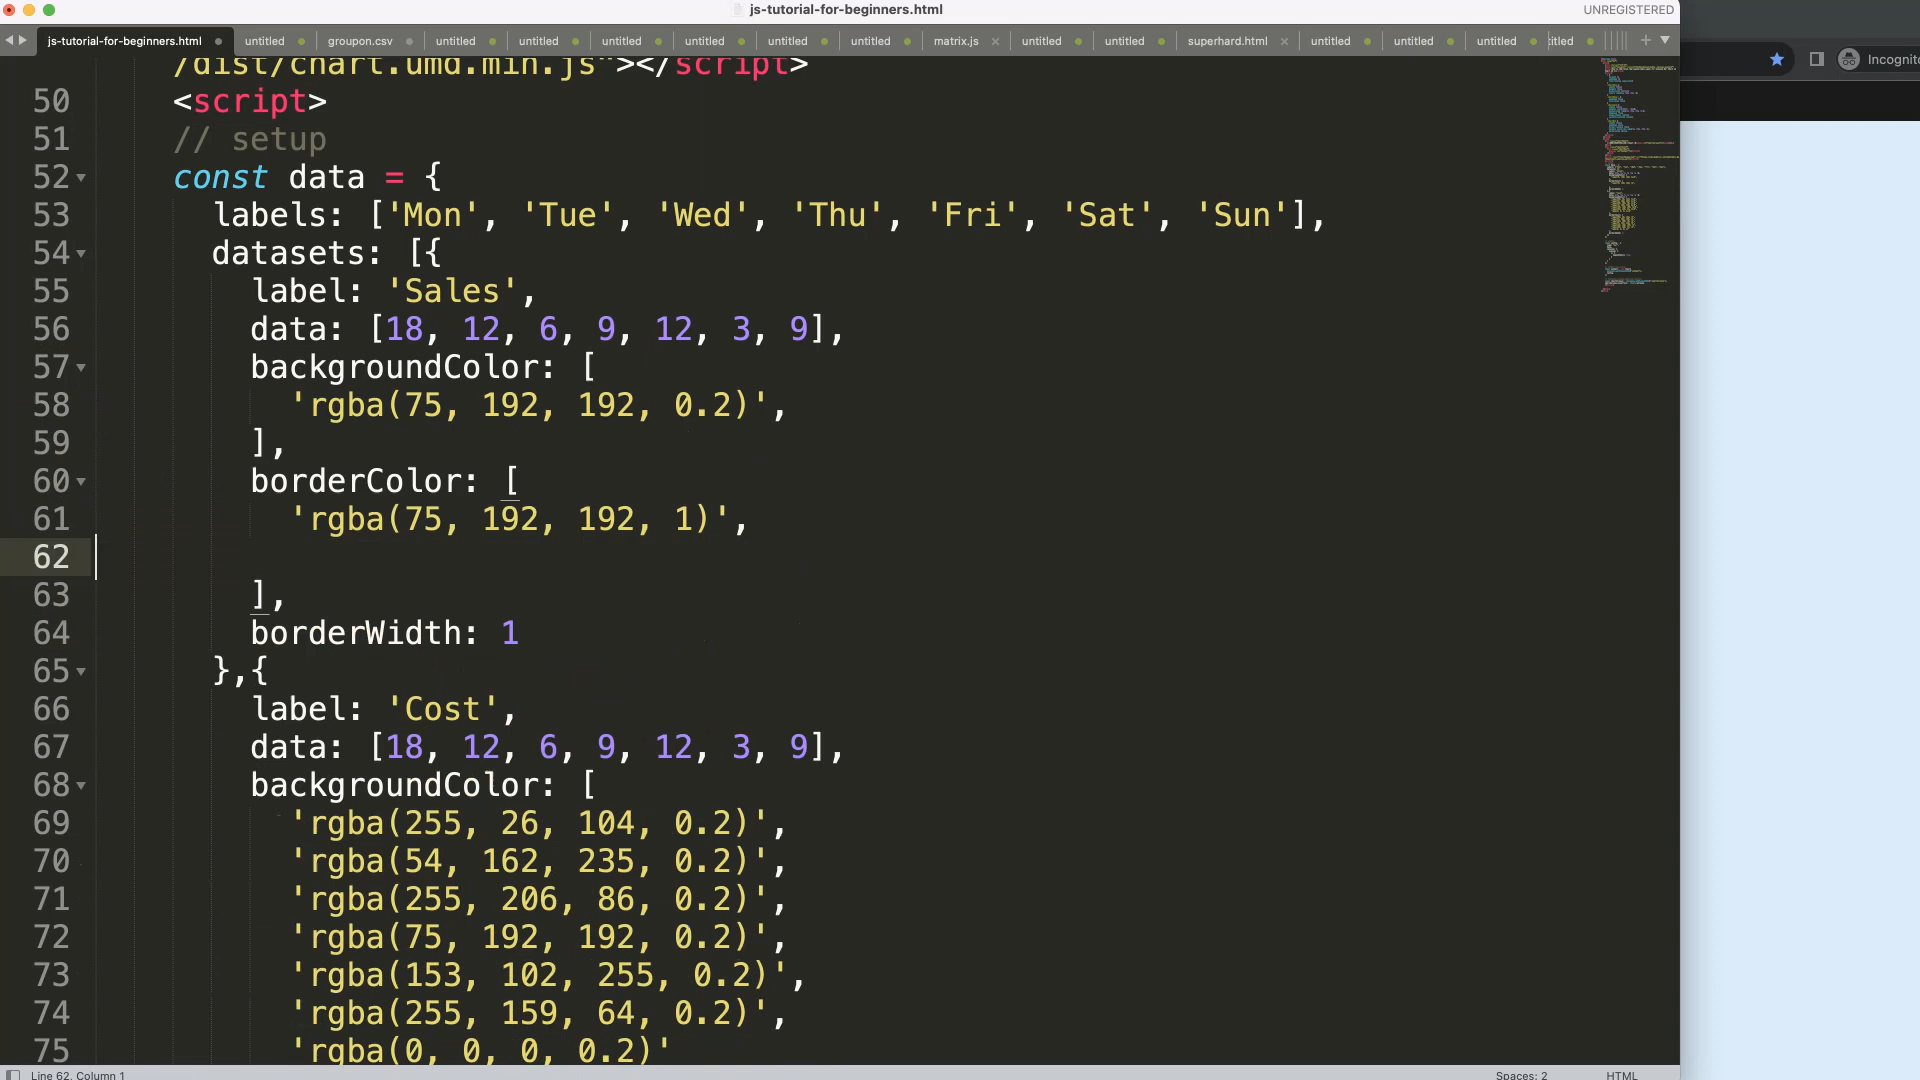 js-tutorial-for-beginners.html
UNREGISTERED
js-tutorial-for-beginners.html untitled groupon.csv untitled untitled untitled untitled untitled untitled matrix.js untitled untitled superhard.html untitled untitled untitled titled
Incognito
/dist/chart.umd.min.js"></script>
50 <script>
51 // setup
52 const data = {
53 labels: ['Mon', 'Tue', 'Wed', 'Thu', 'Fri', 'Sat', 'Sun'],
54 datasets: [{
55 label: 'Sales',
56 data: [18, 12, 6, 9, 12, 3, 9],
57 backgroundColor: [
58 'rgba(75, 192, 192, 0.2)',
59 ],
60 borderColor: [
61 'rgba(75, 192, 192, 1)',
62
63 ],
64 borderWidth: 1
65 },{
66 label: 'Cost',
67 data: [18, 12, 6, 9, 12, 3, 9],
68 backgroundColor: [
69 'rgba(255, 26, 104, 0.2)',
70 'rgba(54, 162, 235, 0.2)',
71 'rgba(255, 206, 86, 0.2)',
72 'rgba(75, 192, 192, 0.2)',
73 'rgba(153, 102, 255, 0.2)',
74 'rgba(255, 159, 64, 0.2)',
75 'rgba(0, 0, 0, 0.2)'
Line 62, Column 1
Spaces: 2
HTML